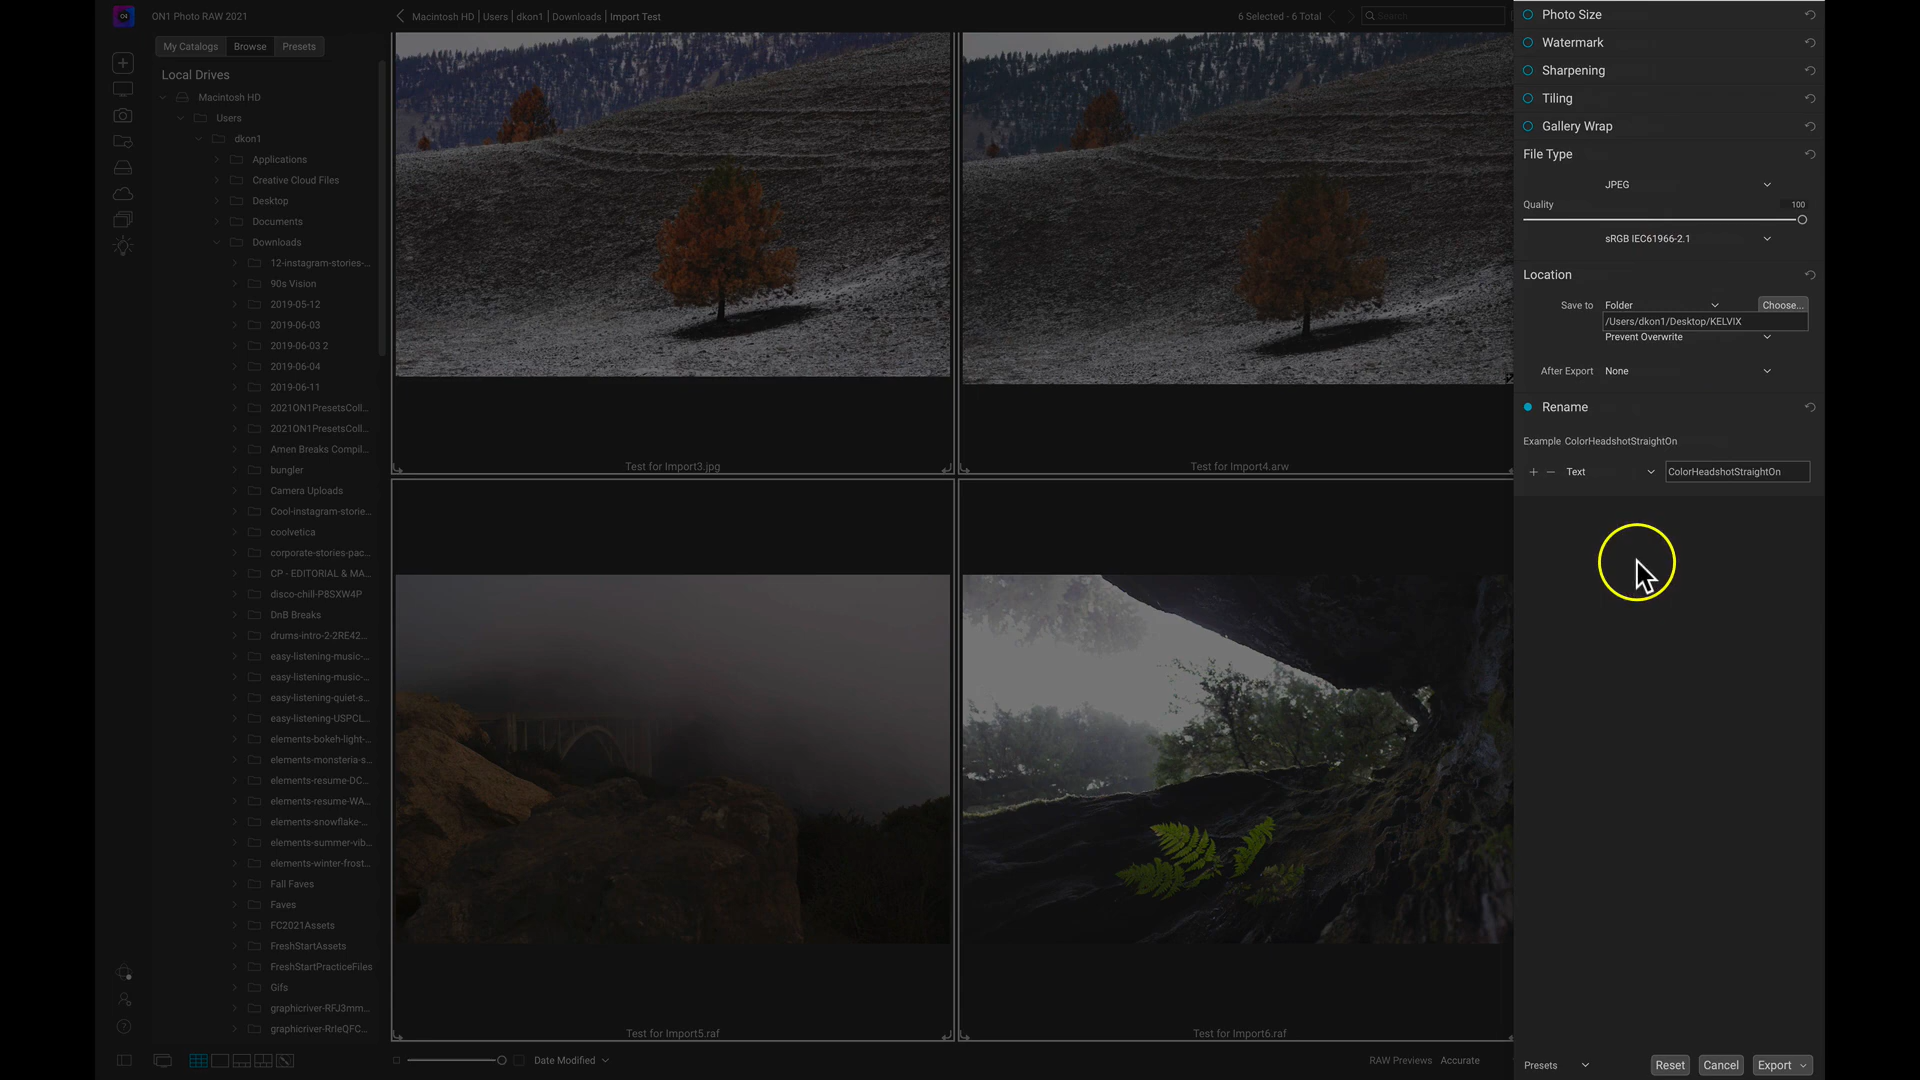 ON1 Photo RAW 2021
Macintosh HD | Users | dkon1 | Downloads | Import Test
6 Selected - 6 Total
Search
My Catalogs
Browse
Presets
Local Drives
Macintosh HD
Users
dkon1
Applications
Creative Cloud Files
Desktop
Documents
Downloads
12-instagram-stories-...
90s Vision
2019-05-12
2019-06-03
2019-06-03 2
2019-06-04
2019-06-11
2021ON1PresetsColl...
2021ON1PresetsColl...
Amen Breaks Compil...
bungler
Camera Uploads
Cool-instagram-storie...
coolvetica
corporate-stories-pac...
CP - EDITORIAL & MA...
disco-chill-P8SXW4P
DnB Breaks
drums-intro-2-2RE42...
easy-listening-music-...
easy-listening-music-...
easy-listening-quiet-s...
easy-listening-USPCL...
elements-bokeh-light-...
elements-monsteria-s...
elements-resume-DC...
elements-resume-WA...
elements-snowflake-...
elements-summer-vib...
elements-winter-frost...
Fall Faves
Faves
FC2021Assets
FreshStartAssets
FreshStartPracticeFiles
Gifs
graphicriver-RFJ3mm...
graphicriver-RrIeQFC...
Test for Import3.jpg
Test for Import4.arw
Test for Import5.raf
Test for Import6.raf
Date Modified
RAW Previews Accurate
Photo Size
Watermark
Sharpening
Tiling
Gallery Wrap
File Type
JPEG
Quality 100
sRGB IEC61966-2.1
Location
Save to Folder Choose...
/Users/dkon1/Desktop/KELVIX
Prevent Overwrite
After Export None
Rename
Example ColorHeadshotStraightOn
+ − Text ColorHeadshotStraightOn
Presets
Reset
Cancel
Export